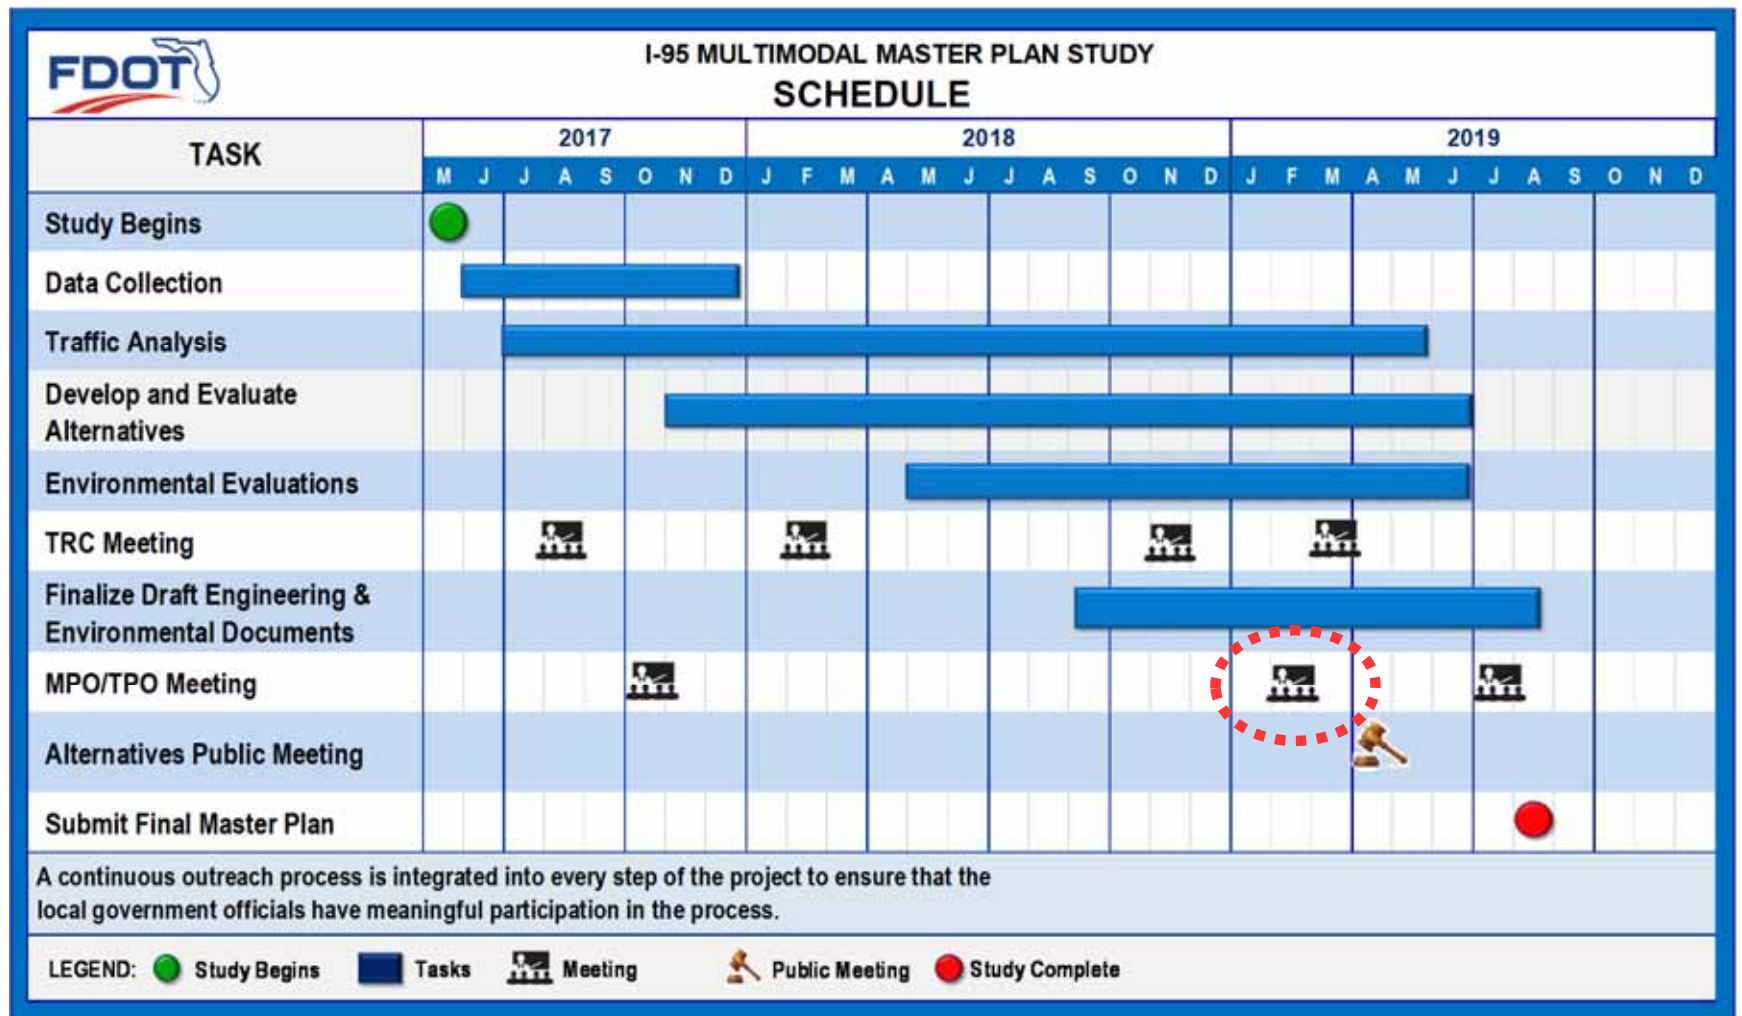 FDOT
I-95 MULTIMODAL MASTER PLAN STUDY
SCHEDULE
TASK
2017 2018 2019
M J J A S O N D J F M A M J J A S O N D J F M A M J J A S O N D
Study Begins
Data Collection
Traffic Analysis
Develop and Evaluate
Alternatives
Environmental Evaluations
TRC Meeting
Finalize Draft Engineering &
Environmental Documents
MPO/TPO Meeting
Alternatives Public Meeting
Submit Final Master Plan
A continuous outreach process is integrated into every step of the project to ensure that the
local government officials have meaningful participation in the process.
LEGEND: Study Begins Tasks Meeting Public Meeting Study Complete